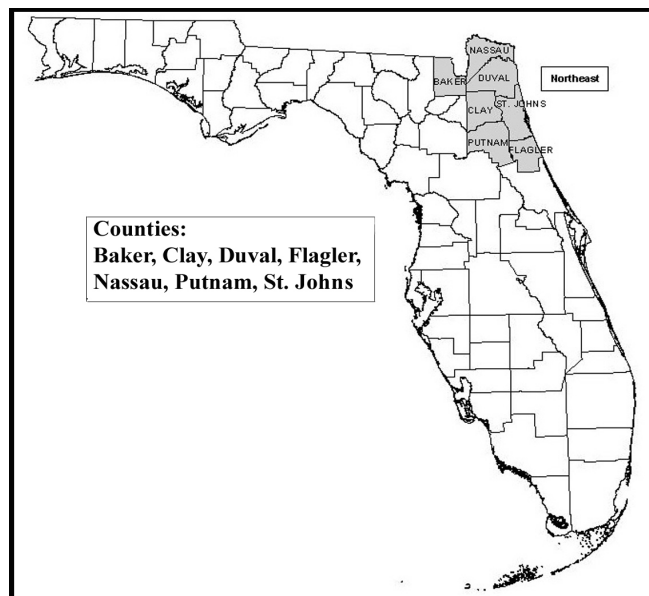 NASSAU
DUVAL
BAKER
Northeast
CLAY
ST. JOHNS
PUTNAM
FLAGLER
Counties:
Baker, Clay, Duval, Flagler,
Nassau, Putnam, St. Johns